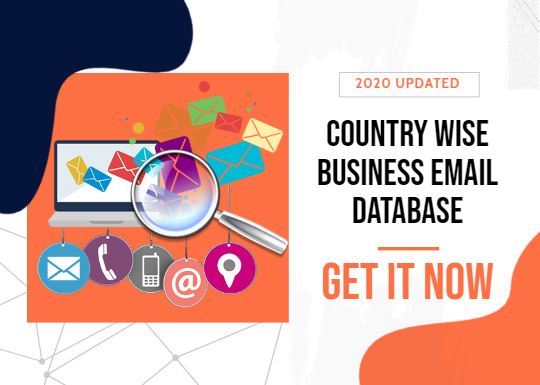 2020 UPDATED
COUNTRY WISE
BUSINESS EMAIL
DATABASE
GET IT NOW
@